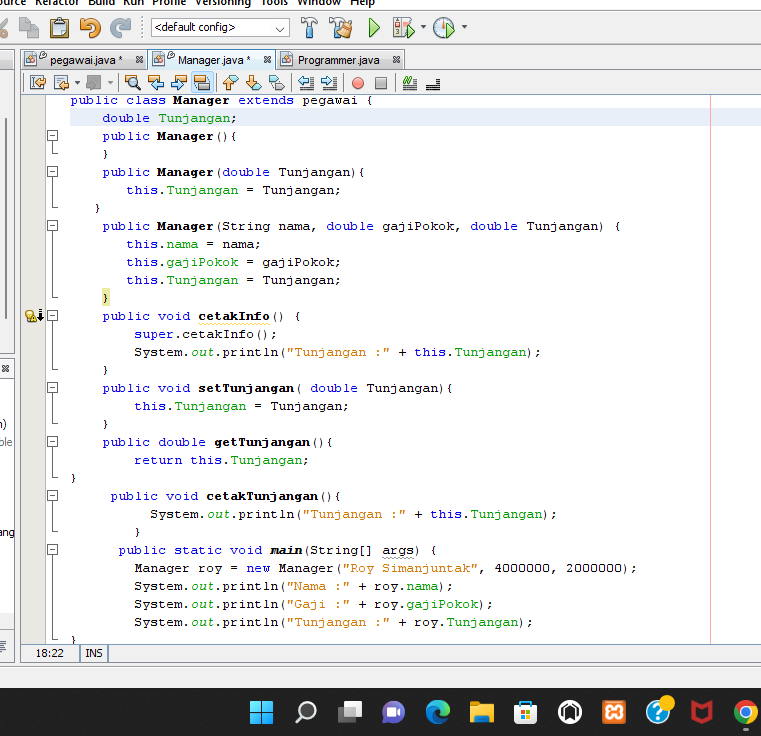 ource Refactor Build Run Profile Versioning Tools Window Help
<default config>
pegawai.java *
Manager.java *
Programmer.java
public class Manager extends pegawai {
double Tunjangan;
public Manager(){
}
public Manager(double Tunjangan){
this.Tunjangan = Tunjangan;
}
public Manager(String nama, double gajiPokok, double Tunjangan) {
this.nama = nama;
this.gajiPokok = gajiPokok;
this.Tunjangan = Tunjangan;
}
public void cetakInfo() {
super.cetakInfo();
System.out.println("Tunjangan :" + this.Tunjangan);
}
public void setTunjangan( double Tunjangan){
this.Tunjangan = Tunjangan;
}
public double getTunjangan(){
return this.Tunjangan;
}
public void cetakTunjangan(){
System.out.println("Tunjangan :" + this.Tunjangan);
}
public static void main(String[] args) {
Manager roy = new Manager("Roy Simanjuntak", 4000000, 2000000);
System.out.println("Nama :" + roy.nama);
System.out.println("Gaji :" + roy.gajiPokok);
System.out.println("Tunjangan :" + roy.Tunjangan);
}
18:22
INS